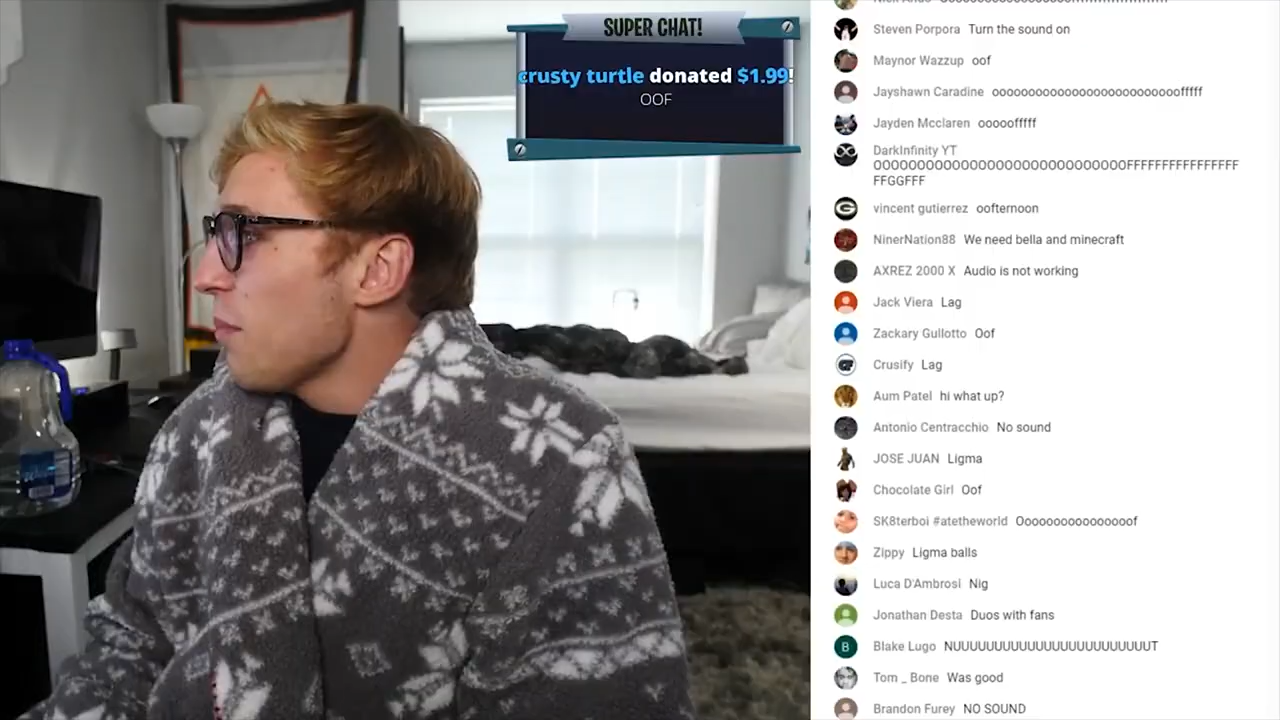 SUPER CHAT!
crusty turtle donated $1.99!
OOF
Steven Porpora Turn the sound on
Maynor Wazzup oof
Jayshawn Caradine ooooooooooooooooooooooooooofffff
Jayden Mcclaren ooooofffff
DarkInfinity YT
OOOOOOOOOOOOOOOOOOOOOOOOOOOOOOFFFFFFFFFFFFFFFFF
FFGGFFF
vincent gutierrez oofternoon
NinerNation88 We need bella and minecraft
AXREZ 2000 X Audio is not working
Jack Viera Lag
Zackary Gullotto Oof
Crusify Lag
Aum Patel hi what up?
Antonio Centracchio No sound
JOSE JUAN Ligma
Chocolate Girl Oof
SK8terboi #atetheworld Oooooooooooooooof
Zippy Ligma balls
Luca D'Ambrosi Nig
Jonathan Desta Duos with fans
B
Blake Lugo NUUUUUUUUUUUUUUUUUUUUUUUUT
Tom _ Bone Was good
Brandon Furey NO SOUND